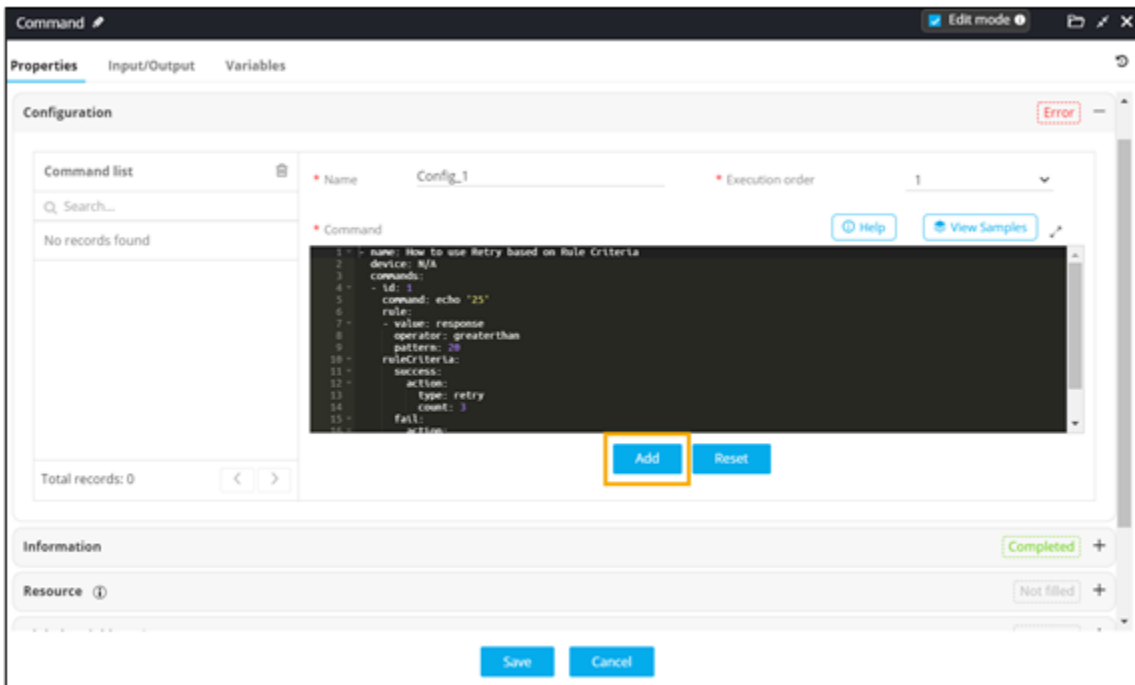 Command
Edit mode
Properties Input/Output Variables
Configuration
Error
Command list
* Name Config_1
* Execution order 1
Search...
No records found
* Command
Help
View Samples
1 - name: How to use Retry based on Rule Criteria
2 device: N/A
3 commands:
4 - id: 1
5 command: echo "25"
6 rule:
7 - value: response
8 operator: greaterthan
9 pattern: 20
10 ruleCriteria:
11 success:
12 action:
13 type: retry
14 count: 3
15 fail:
16 action:
Add
Reset
Total records: 0
Information
Completed
Resource
Not filled
Save
Cancel